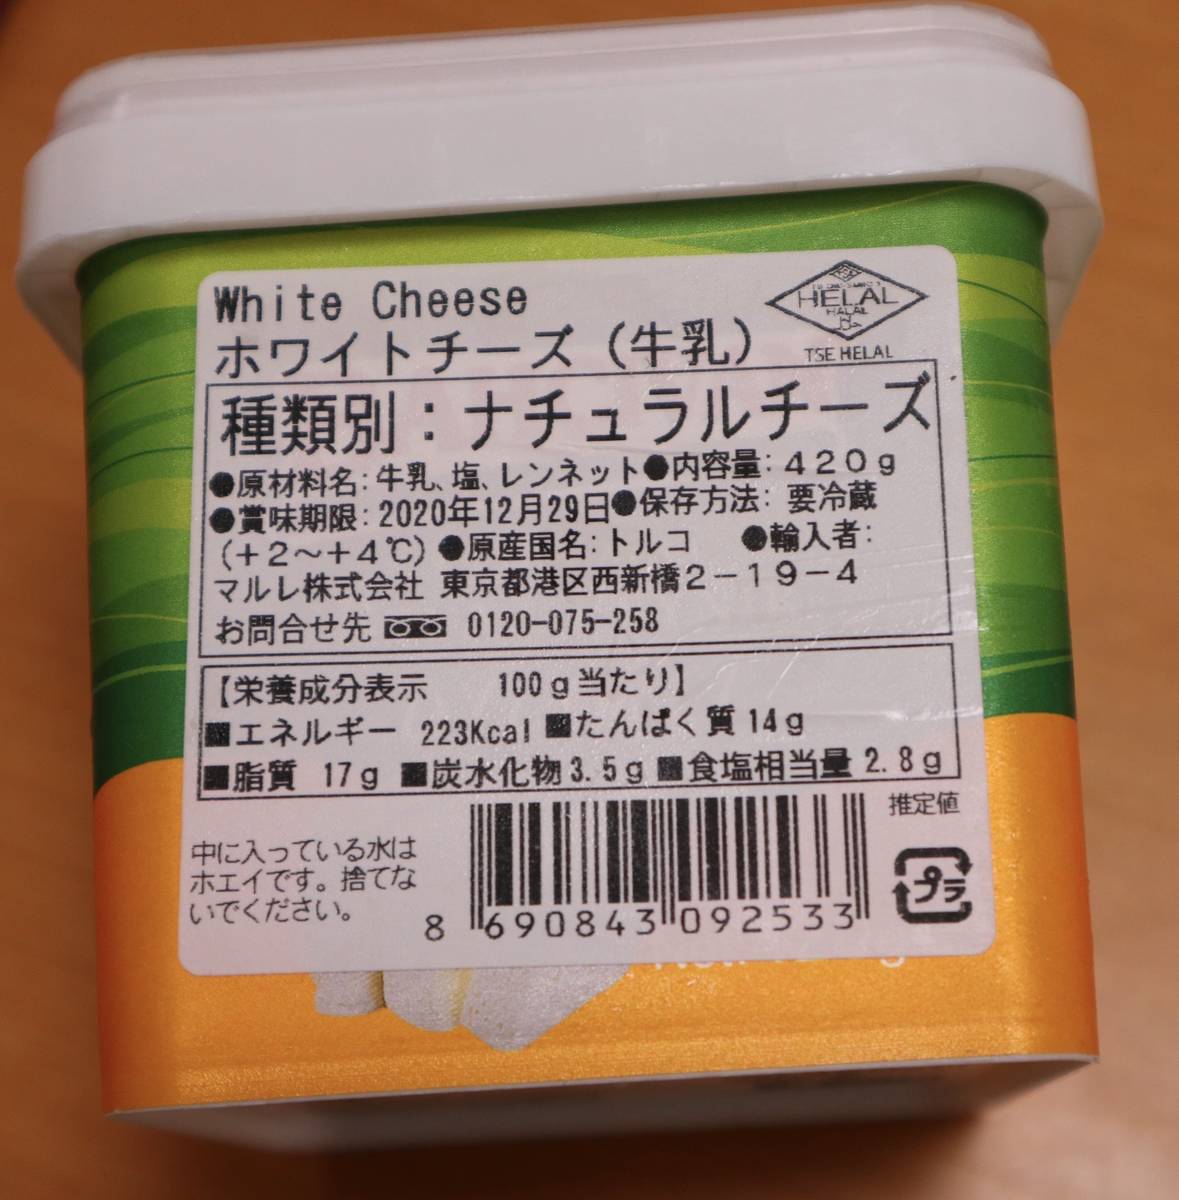 White Cheese
ホワイトチーズ（牛乳）
HELAL
HALAL
TSE HELAL
種類別：ナチュラルチーズ
●原材料名：牛乳、塩、レンネット●内容量：４２０ｇ
●賞味期限：2020年12月29日●保存方法：要冷蔵
（＋２～＋４℃）●原産国名：トルコ　●輸入者：
マルレ株式会社 東京都港区西新橋２－１９－４
お問合せ先 0120-075-258
【栄養成分表示　100ｇ当たり】
■エネルギー 223Kcal ■たんぱく質 14ｇ
■脂質 17ｇ ■炭水化物 3.5ｇ ■食塩相当量 2.8ｇ
推定値
中に入っている水は
ホエイです。捨てな
いでください。
プラ
8 690843 092533